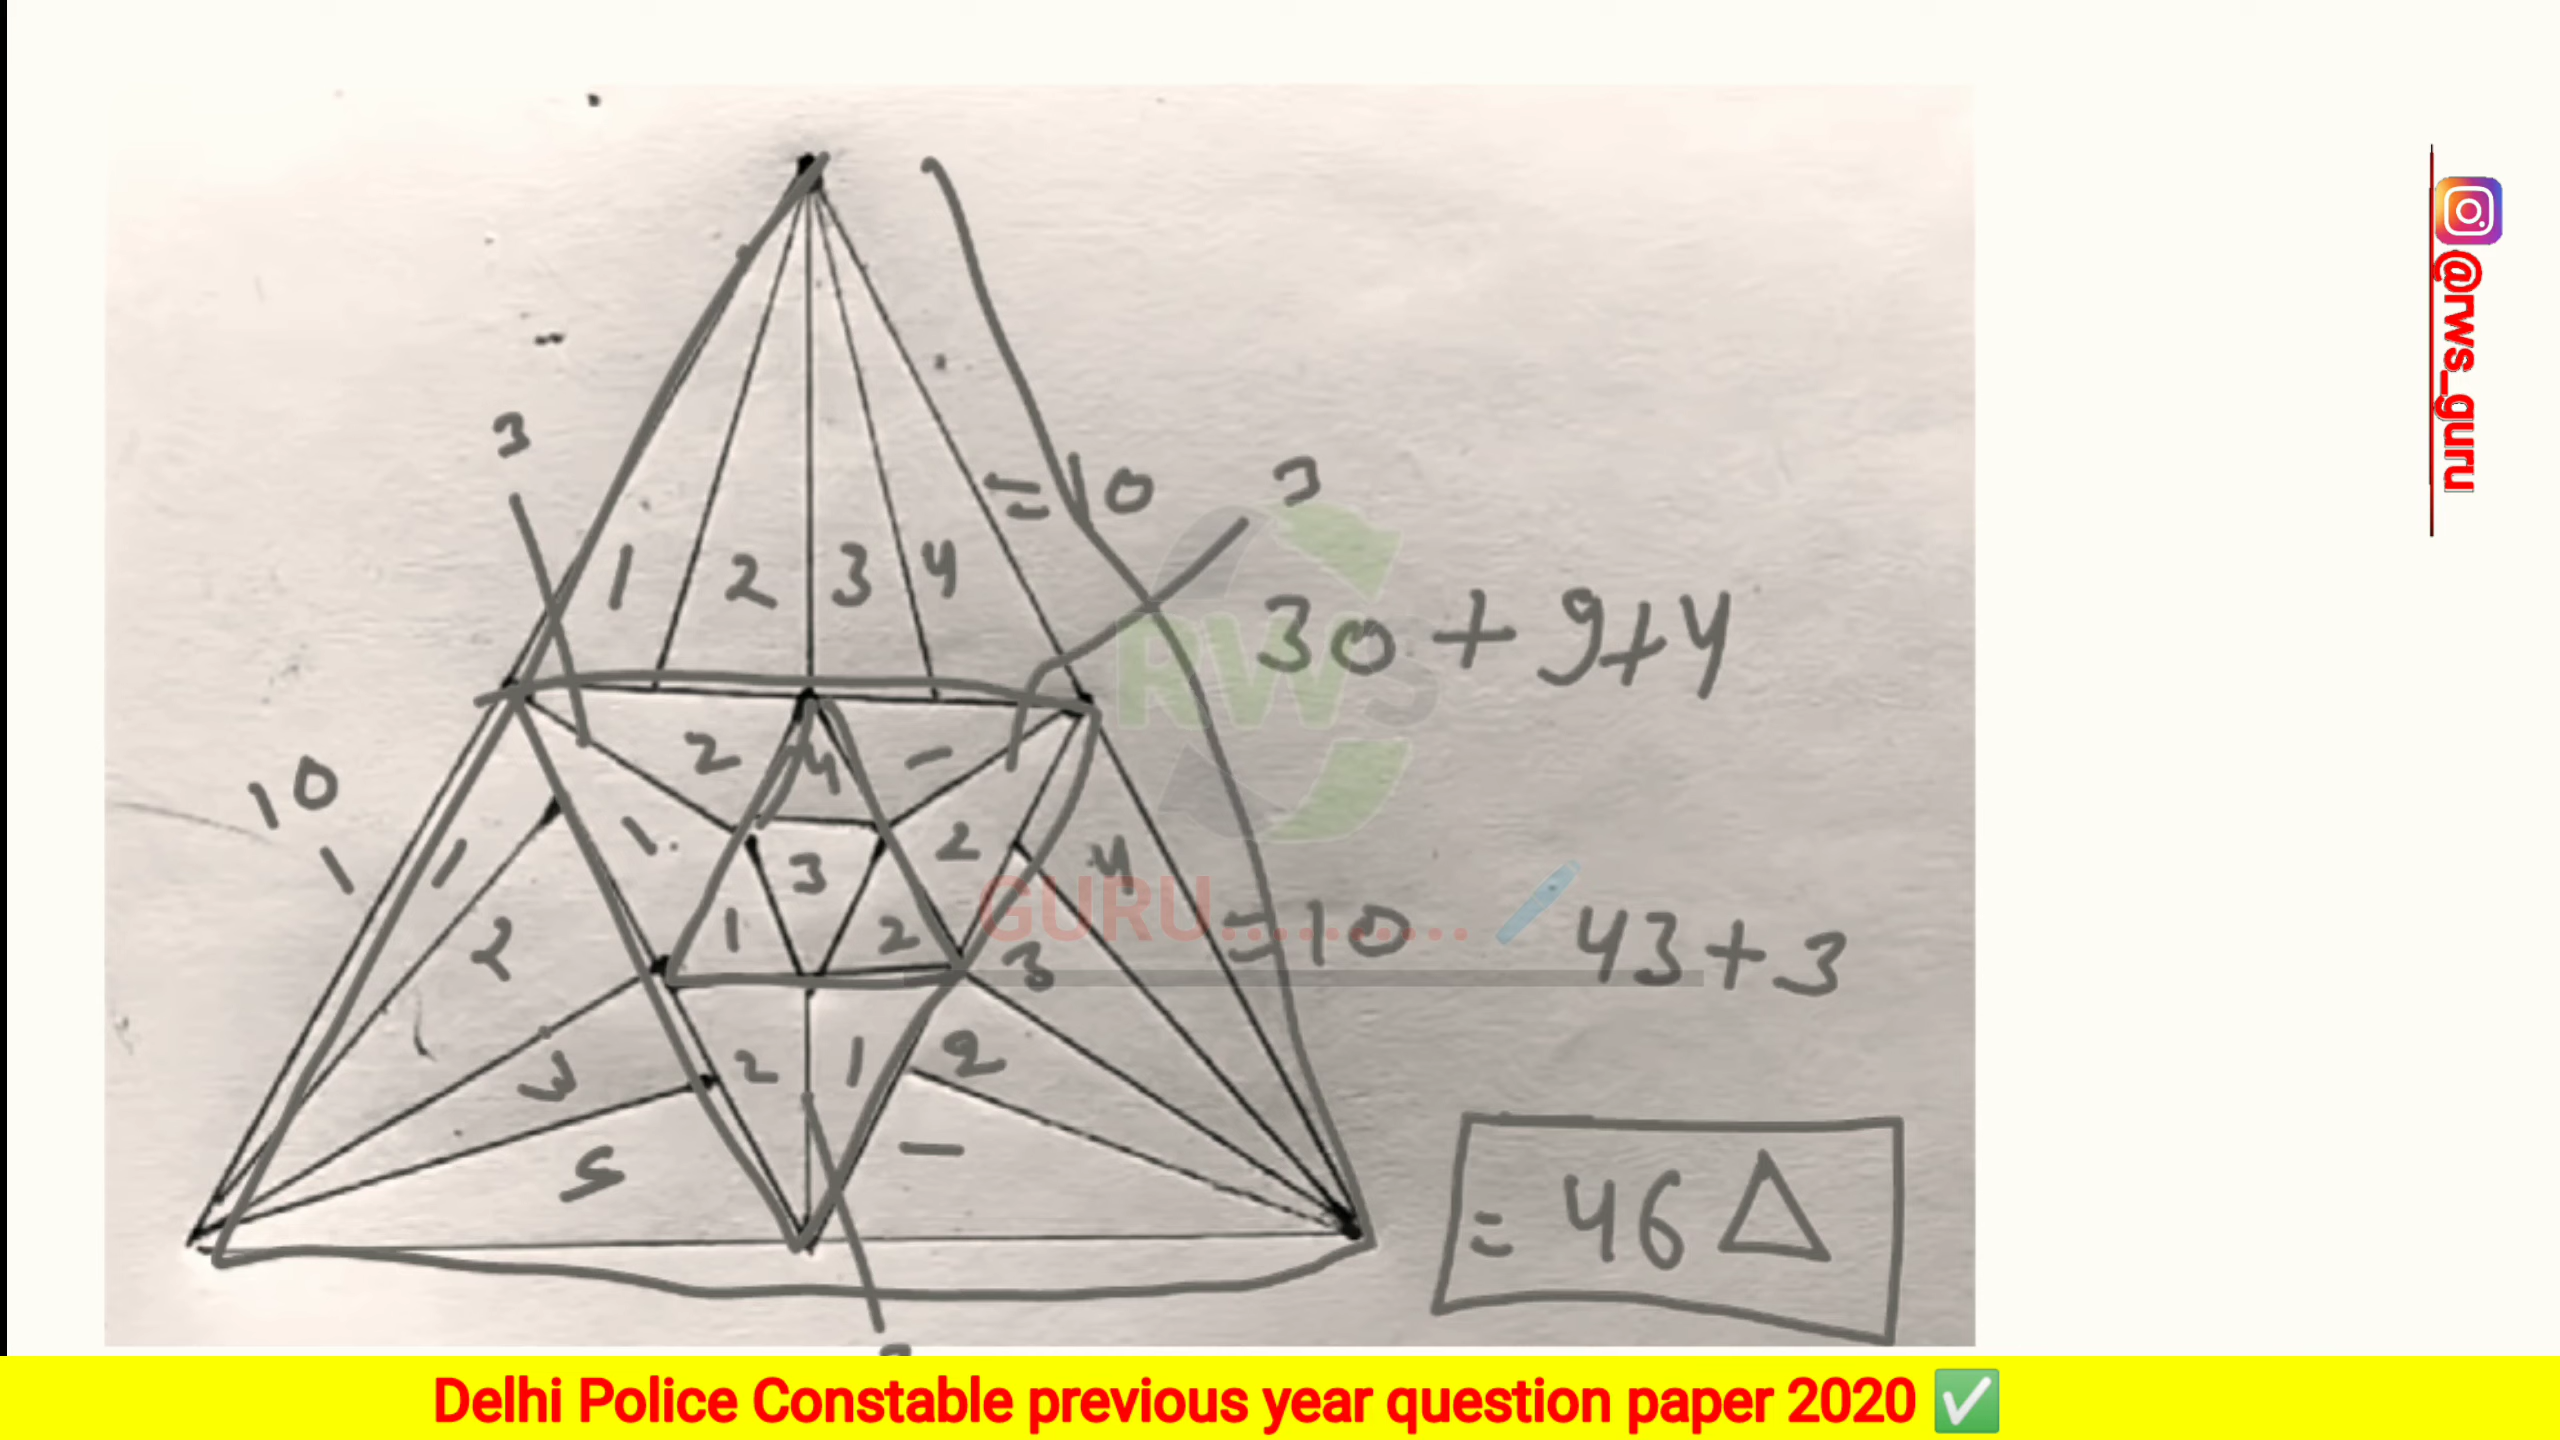 @rws_guru
3
= 10
3
1 2 3 4
30 + 9 + 4
RWS
10
2 4 1
1 1 2 4
3
2 1 2 3
GURU..........
= 10
43 + 3
3 2 1 2
5 1
= 46 △
Delhi Police Constable previous year question paper 2020 ✅